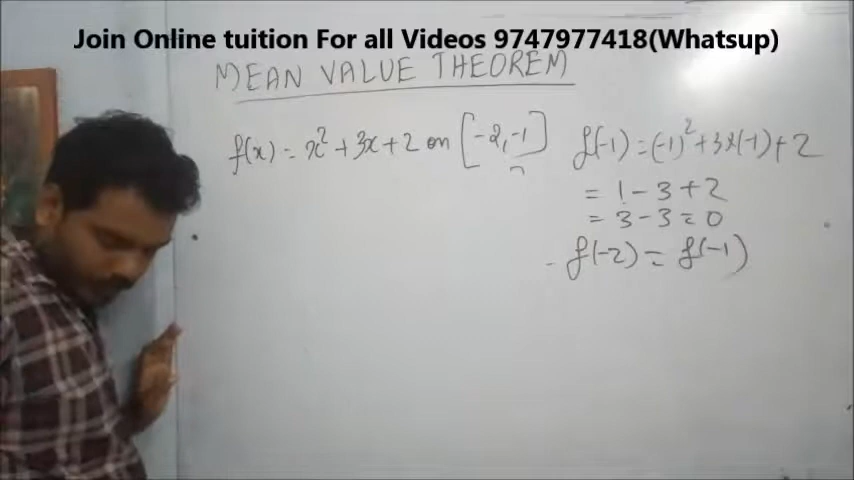 Join Online tuition For all Videos 9747977418(Whatsup)
MEAN VALUE THEOREM
f(x) = x² + 3x + 2 on [-2, -1]
f(-1) = (-1)² + 3x(-1) + 2
= 1 - 3 + 2
= 3 - 3 = 0
f(-2) = f(-1)